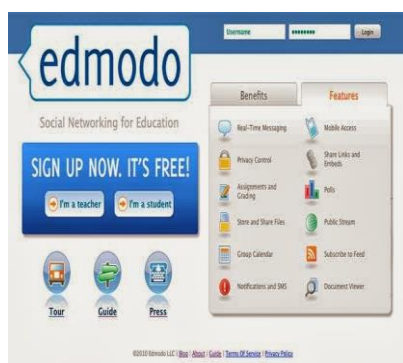 Username
Login
edmodo
Social Networking for Education
SIGN UP NOW. IT'S FREE!
I'm a teacher
I'm a student
Tour
Guide
Press
Benefits
Features
Real-Time Messaging
Mobile Access
Privacy Control
Share Links and
Embeds
Assignments and
Grading
Polls
Store and Share Files
Public Stream
Group Calendar
Subscribe to Feed
Notifications and SMS
Document Viewer
©2010 Edmodo LLC | Blog | About | Guide | Terms Of Service | Privacy Policy